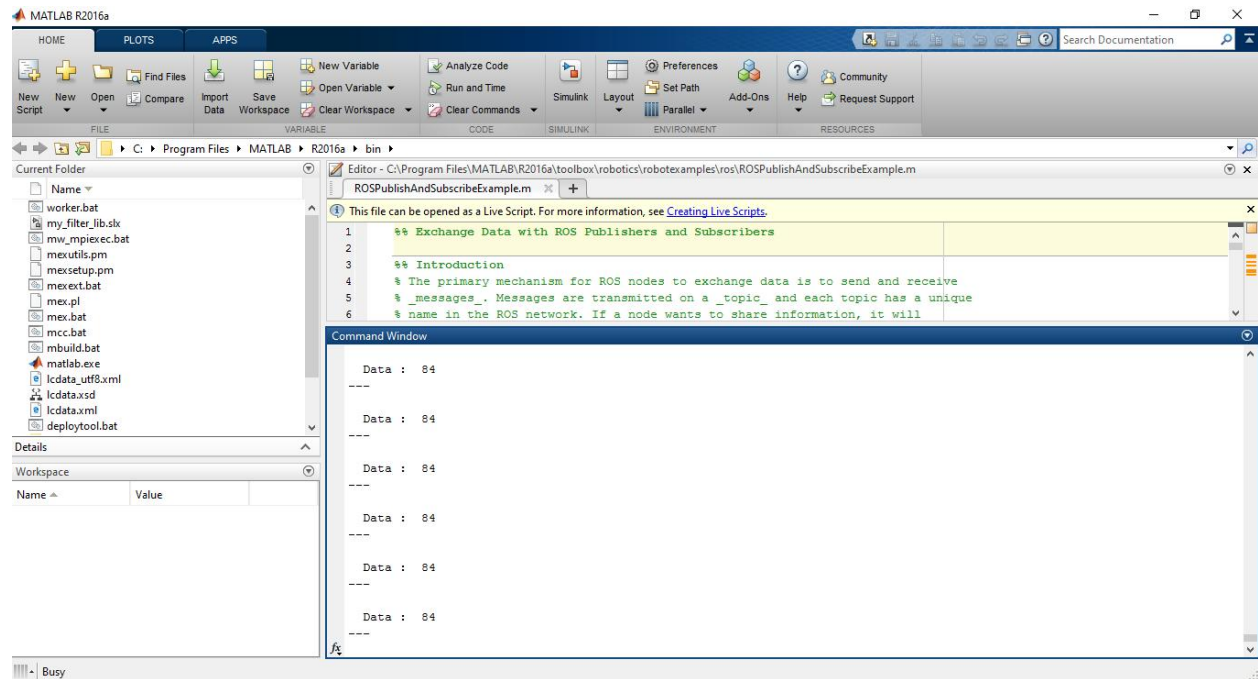 MATLAB R2016a
HOME PLOTS APPS Search Documentation
New Script New Open Find Files Compare Import Data Save Workspace New Variable Open Variable Clear Workspace Analyze Code Run and Time Clear Commands Simulink Layout Preferences Set Path Parallel Add-Ons Help Community Request Support
FILE VARIABLE CODE SIMULINK ENVIRONMENT RESOURCES
C: Program Files MATLAB R2016a bin
Current Folder
Name
worker.bat
my_filter_lib.slx
mw_mpiexec.bat
mexutils.pm
mexsetup.pm
mexext.bat
mex.pl
mex.bat
mcc.bat
mbuild.bat
matlab.exe
lcdata_utf8.xml
lcdata.xsd
lcdata.xml
deploytool.bat
Details
Workspace
Name Value
Editor - C:\Program Files\MATLAB\R2016a\toolbox\robotics\robotexamples\ros\ROSPublishAndSubscribeExample.m
ROSPublishAndSubscribeExample.m
This file can be opened as a Live Script. For more information, see Creating Live Scripts.
1 %% Exchange Data with ROS Publishers and Subscribers
2
3 %% Introduction
4 % The primary mechanism for ROS nodes to exchange data is to send and receive
5 % _messages_. Messages are transmitted on a _topic_ and each topic has a unique
6 % name in the ROS network. If a node wants to share information, it will
Command Window
Data : 84
---
Data : 84
---
Data : 84
---
Data : 84
---
Data : 84
---
Data : 84
---
fx
Busy